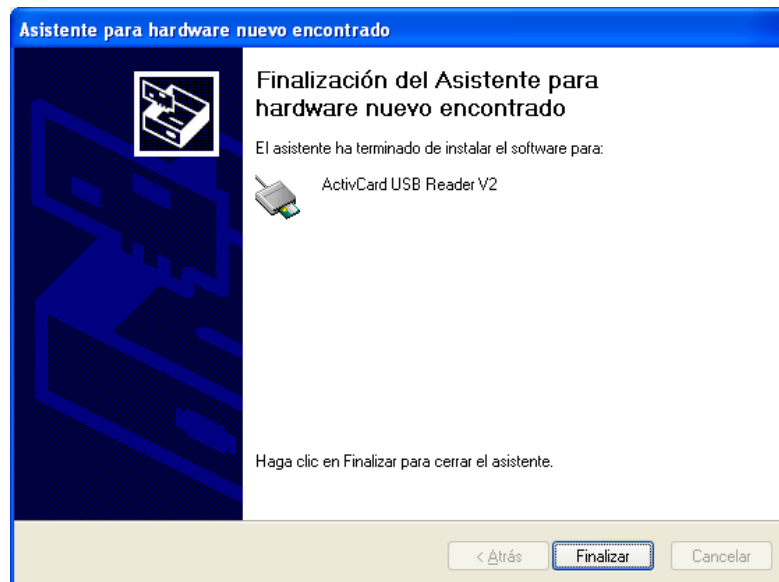 Asistente para hardware nuevo encontrado
Finalización del Asistente para
hardware nuevo encontrado
El asistente ha terminado de instalar el software para:
ActivCard USB Reader V2
Haga clic en Finalizar para cerrar el asistente.
< Atrás
Finalizar
Cancelar